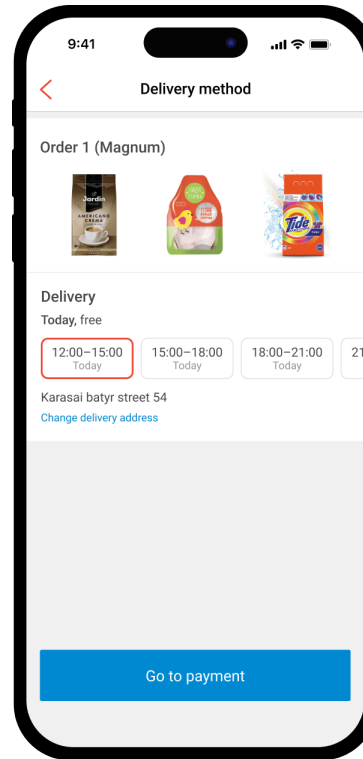 9:41
Delivery method
Order 1 (Magnum)
Jardin
AMERICANO
CREMA
Tide
Delivery
Today, free
12:00–15:00
Today
15:00–18:00
Today
18:00–21:00
Today
21
Karasai batyr street 54
Change delivery address
Go to payment